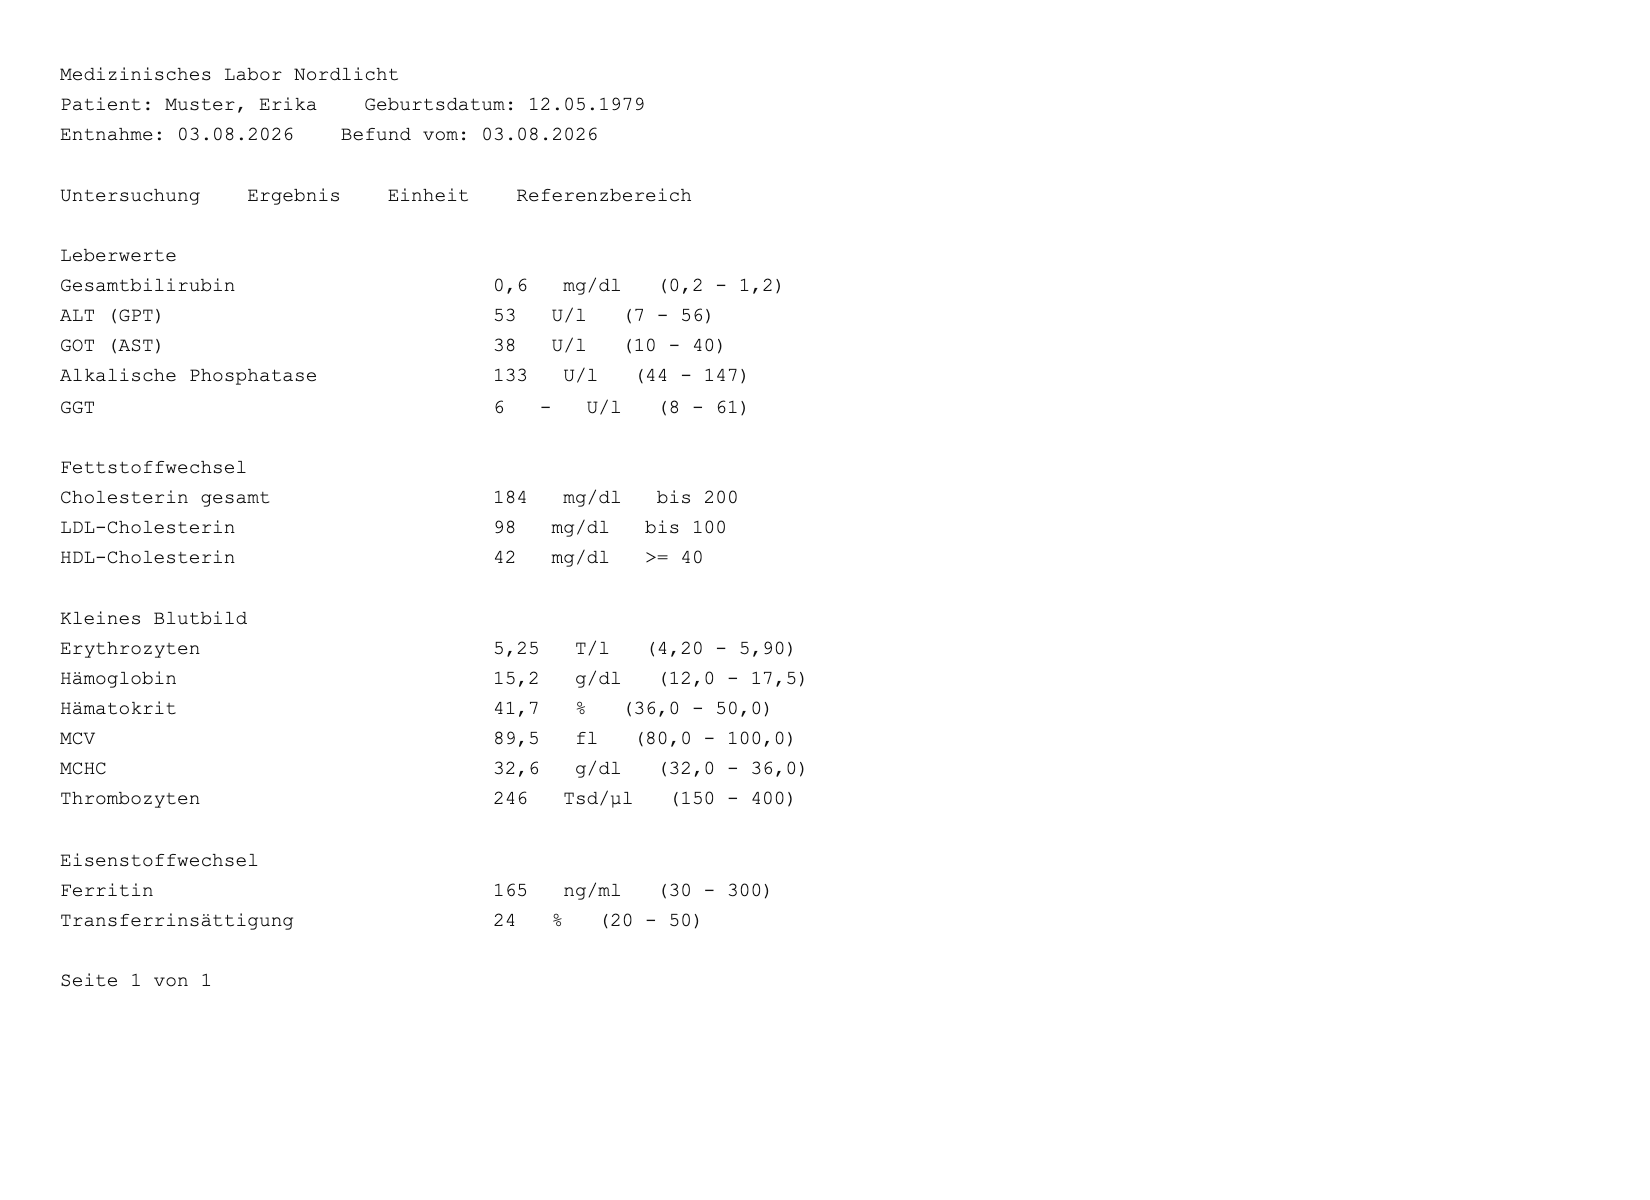 Medizinisches Labor Nordlicht
Patient: Muster, Erika    Geburtsdatum: 12.05.1979
Entnahme: 03.08.2026    Befund vom: 03.08.2026
Untersuchung    Ergebnis    Einheit    Referenzbereich
Leberwerte
Gesamtbilirubin    0,6   mg/dl   (0,2 - 1,2)
ALT (GPT)    53   U/l   (7 - 56)
GOT (AST)    38   U/l   (10 - 40)
Alkalische Phosphatase    133   U/l   (44 - 147)
GGT    6   -   U/l   (8 - 61)
Fettstoffwechsel
Cholesterin gesamt    184   mg/dl   bis 200
LDL-Cholesterin    98   mg/dl   bis 100
HDL-Cholesterin    42   mg/dl   >= 40
Kleines Blutbild
Erythrozyten    5,25   T/l   (4,20 - 5,90)
Hämoglobin    15,2   g/dl   (12,0 - 17,5)
Hämatokrit    41,7   %   (36,0 - 50,0)
MCV    89,5   fl   (80,0 - 100,0)
MCHC    32,6   g/dl   (32,0 - 36,0)
Thrombozyten    246   Tsd/µl   (150 - 400)
Eisenstoffwechsel
Ferritin    165   ng/ml   (30 - 300)
Transferrinsättigung    24   %   (20 - 50)
Seite 1 von 1